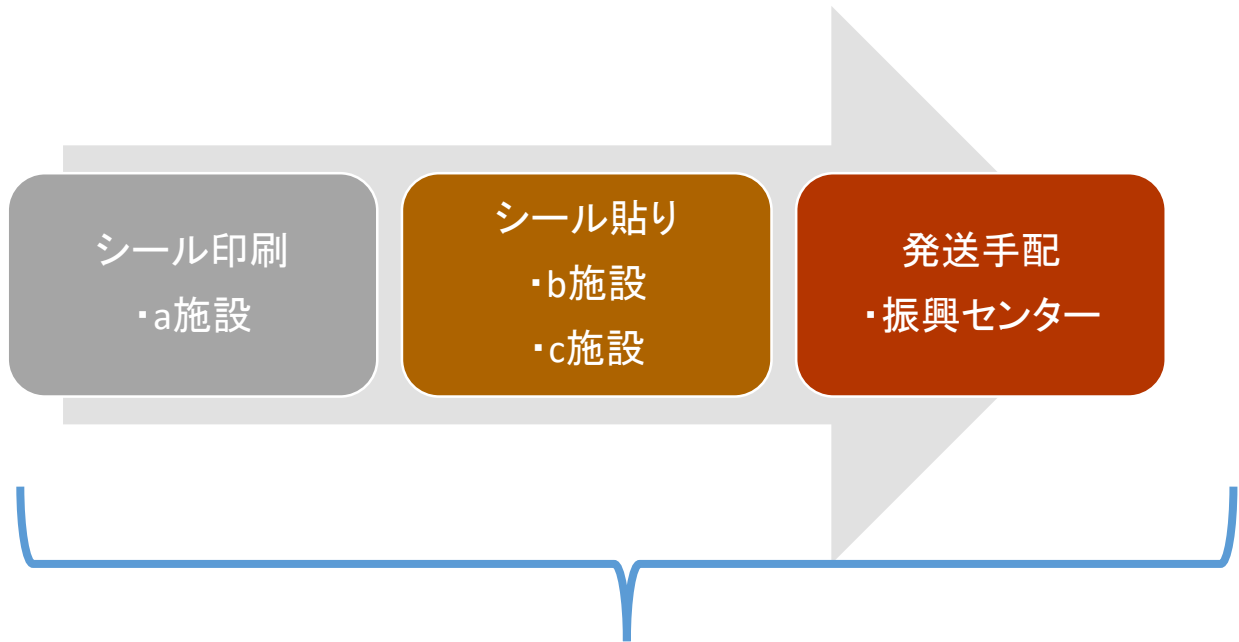 シール印刷
・a施設
シール貼り
・b施設
・c施設
発送手配
・振興センター